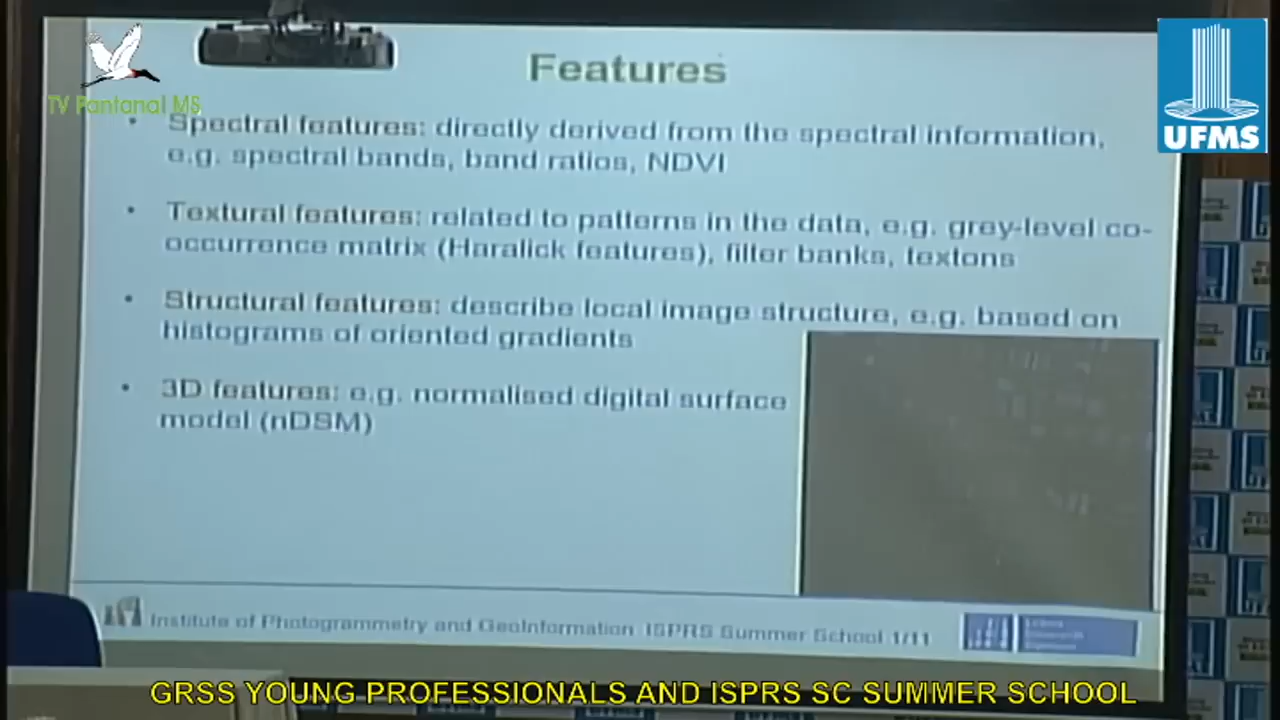 TV Pantanal MS
UFMS
Features
• Spectral features: directly derived from the spectral information,
e.g. spectral bands, band ratios, NDVI
• Textural features: related to patterns in the data, e.g. grey-level co-
occurrence matrix (Haralick features), filter banks, textons
• Structural features: describe local image structure, e.g. based on
histograms of oriented gradients
• 3D features: e.g. normalised digital surface
model (nDSM)
Institute of Photogrammetry and GeoInformation ISPRS Summer School 1/11
GRSS YOUNG PROFESSIONALS AND ISPRS SC SUMMER SCHOOL